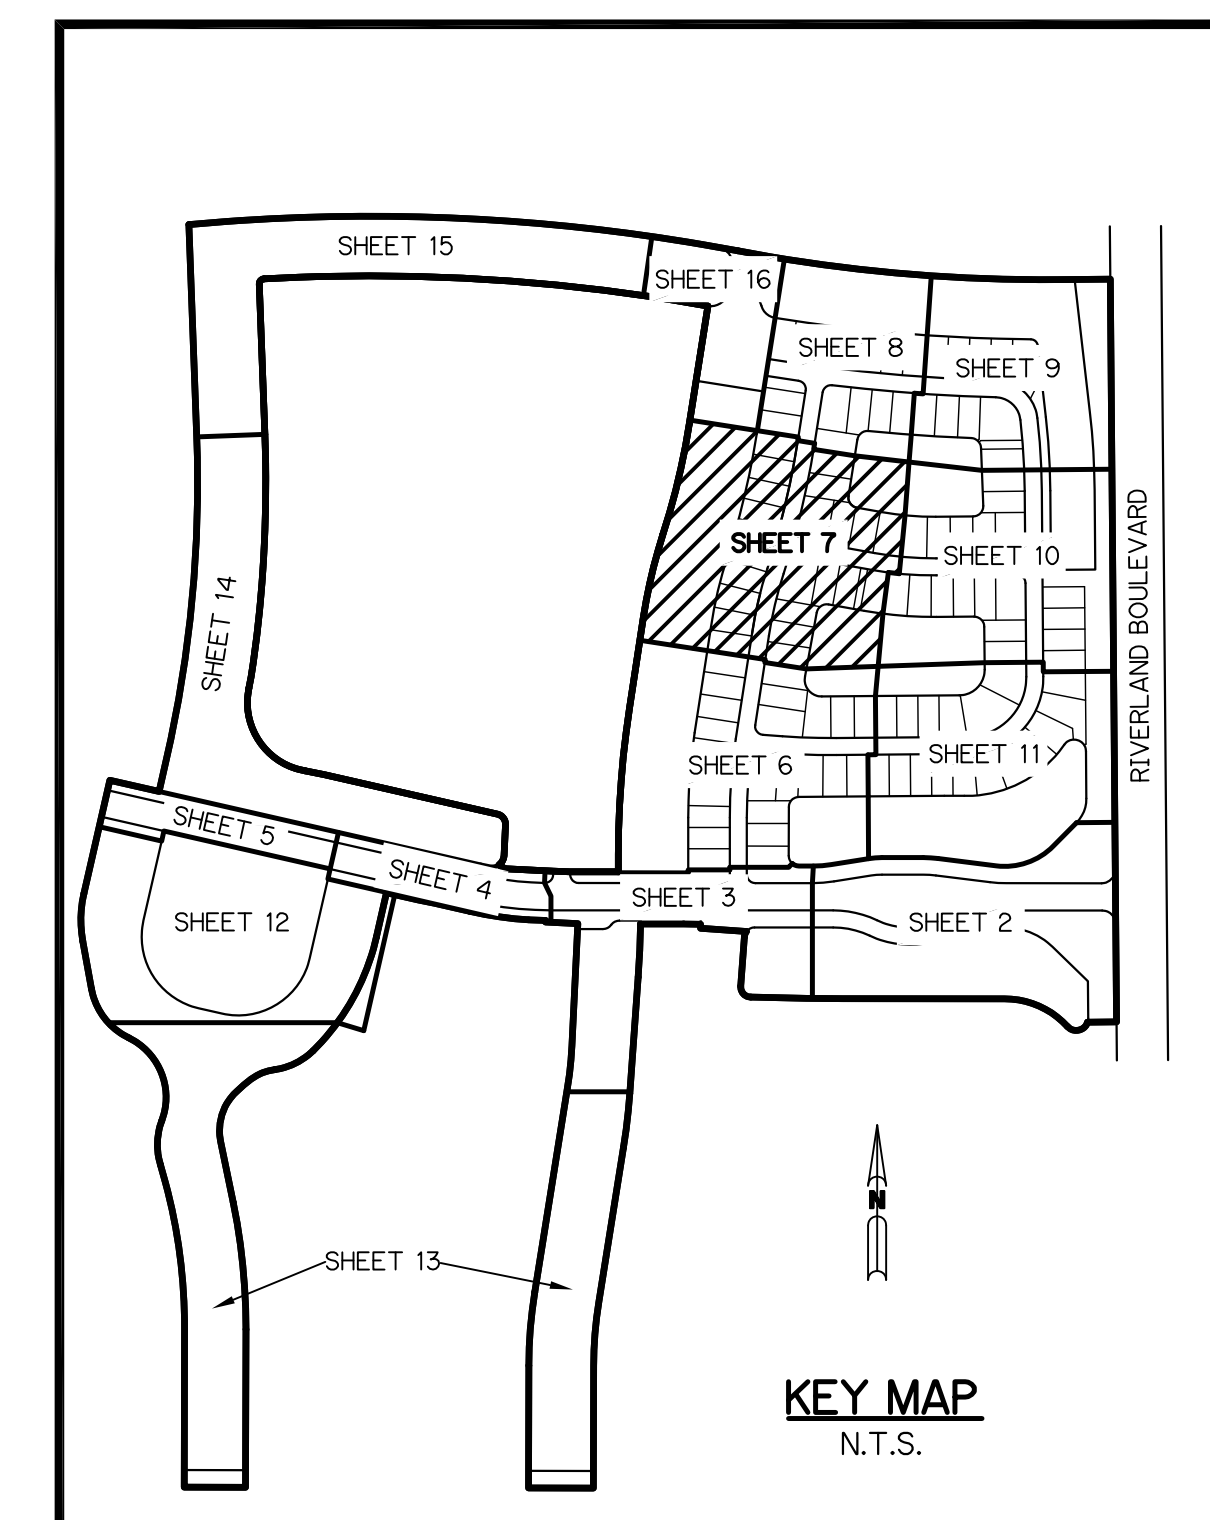 SHEET 15
SHEET 16
SHEET 8
SHEET 9
SHEET 7
SHEET 10
SHEET 14
RIVERLAND BOULEVARD
SHEET 6
SHEET 11
SHEET 5
SHEET 4
SHEET 3
SHEET 12
SHEET 2
N
SHEET 13
KEY MAP
N.T.S.